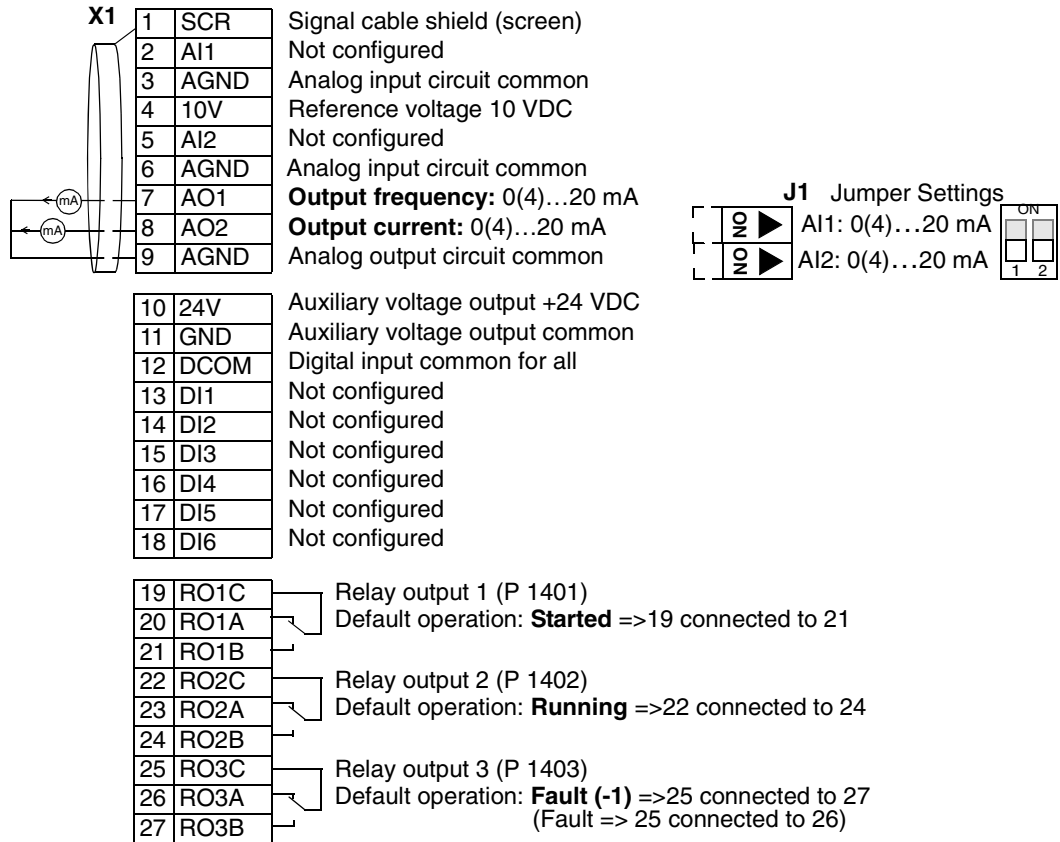 X1
1 SCR Signal cable shield (screen)
2 AI1 Not configured
3 AGND Analog input circuit common
4 10V Reference voltage 10 VDC
5 AI2 Not configured
6 AGND Analog input circuit common
7 AO1 Output frequency: 0(4)…20 mA
8 AO2 Output current: 0(4)…20 mA
9 AGND Analog output circuit common
mA
mA
J1 Jumper Settings
ON AI1: 0(4)…20 mA
ON AI2: 0(4)…20 mA
ON
1 2
10 24V Auxiliary voltage output +24 VDC
11 GND Auxiliary voltage output common
12 DCOM Digital input common for all
13 DI1 Not configured
14 DI2 Not configured
15 DI3 Not configured
16 DI4 Not configured
17 DI5 Not configured
18 DI6 Not configured
19 RO1C Relay output 1 (P 1401)
20 RO1A Default operation: Started =>19 connected to 21
21 RO1B
22 RO2C Relay output 2 (P 1402)
23 RO2A Default operation: Running =>22 connected to 24
24 RO2B
25 RO3C Relay output 3 (P 1403)
26 RO3A Default operation: Fault (-1) =>25 connected to 27
27 RO3B (Fault => 25 connected to 26)